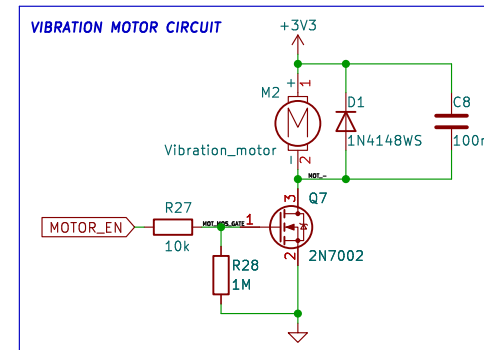 VIBRATION MOTOR CIRCUIT
+3V3
M2
+
1
D1
C8
1N4148WS
100n
Vibration_motor
-
2
MOT_-
3
Q7
R27
MOT_MOS_GATE
1
MOTOR_EN
10k
2
2N7002
R28
1M